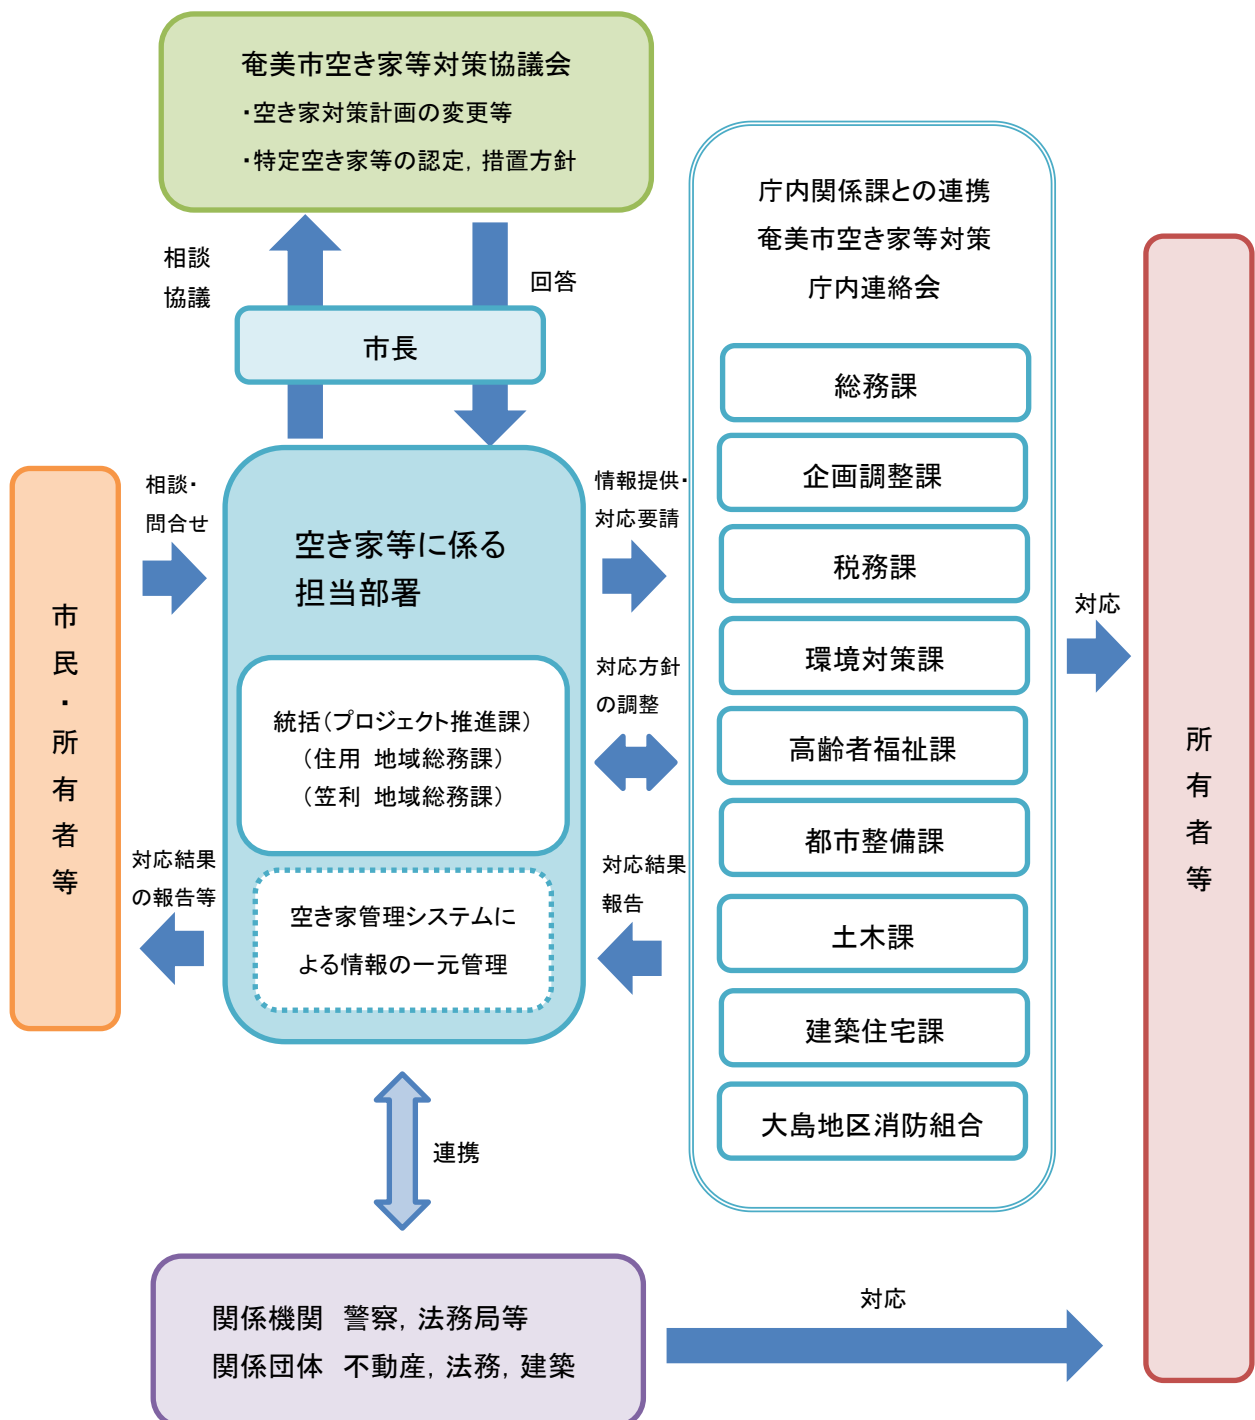 奄美市空き家等対策協議会
・空き家対策計画の変更等
・特定空き家等の認定，措置方針
相談
協議
回答
市長
市民・所有者等
相談・
問合せ
対応結果
の報告等
空き家等に係る
担当部署
統括（プロジェクト推進課）
（住用 地域総務課）
（笠利 地域総務課）
空き家管理システムに
よる情報の一元管理
情報提供・
対応要請
対応方針
の調整
対応結果
報告
庁内関係課との連携
奄美市空き家等対策
庁内連絡会
総務課
企画調整課
税務課
環境対策課
高齢者福祉課
都市整備課
土木課
建築住宅課
大島地区消防組合
対応
所有者等
連携
関係機関　警察，法務局等
関係団体　不動産，法務，建築
対応